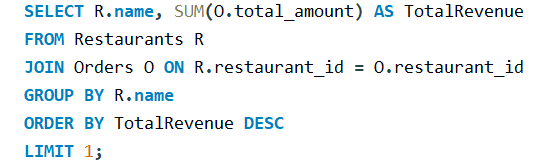 SELECT R.name, SUM(O.total_amount) AS TotalRevenue
FROM Restaurants R
JOIN Orders O ON R.restaurant_id = O.restaurant_id
GROUP BY R.name
ORDER BY TotalRevenue DESC
LIMIT 1;